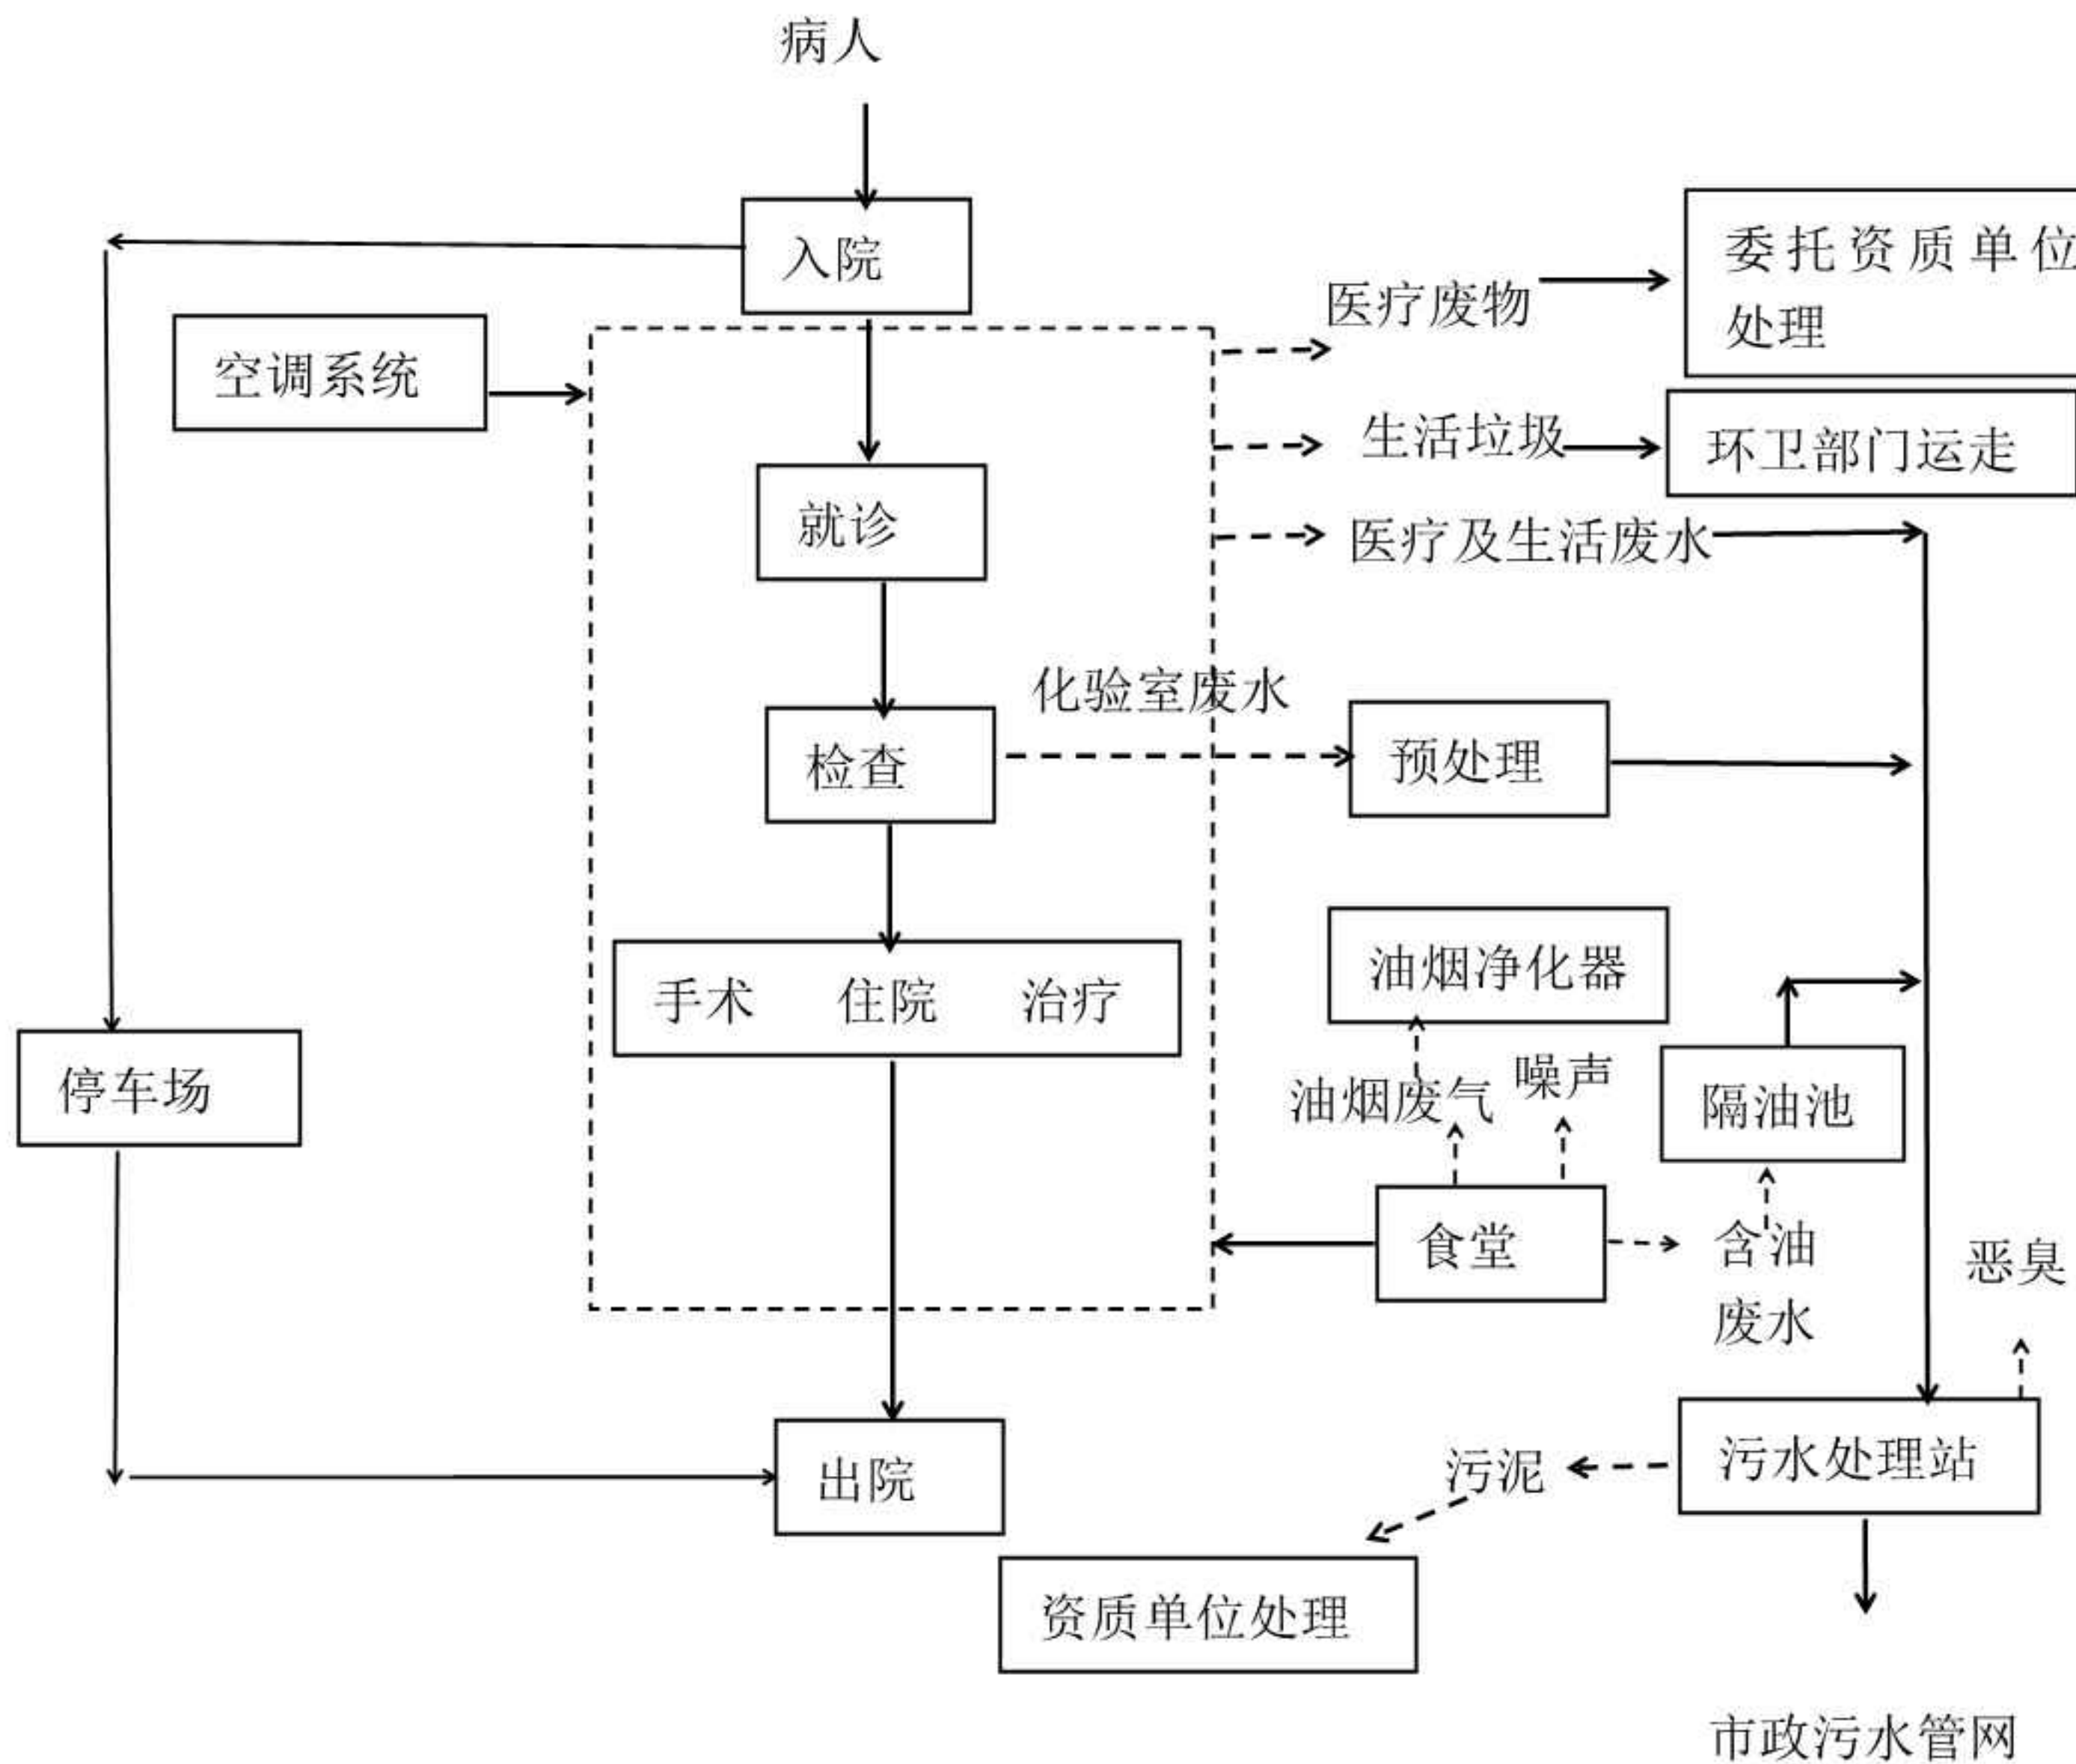 病人
入院
委托资质单位
处理
医疗废物
空调系统
生活垃圾
环卫部门运走
就诊
医疗及生活废水
化验室废水
检查
预处理
油烟净化器
手术 住院 治疗
停车场
油烟废气
噪声
隔油池
食堂
含油
废水
恶臭
出院
污泥
污水处理站
资质单位处理
市政污水管网